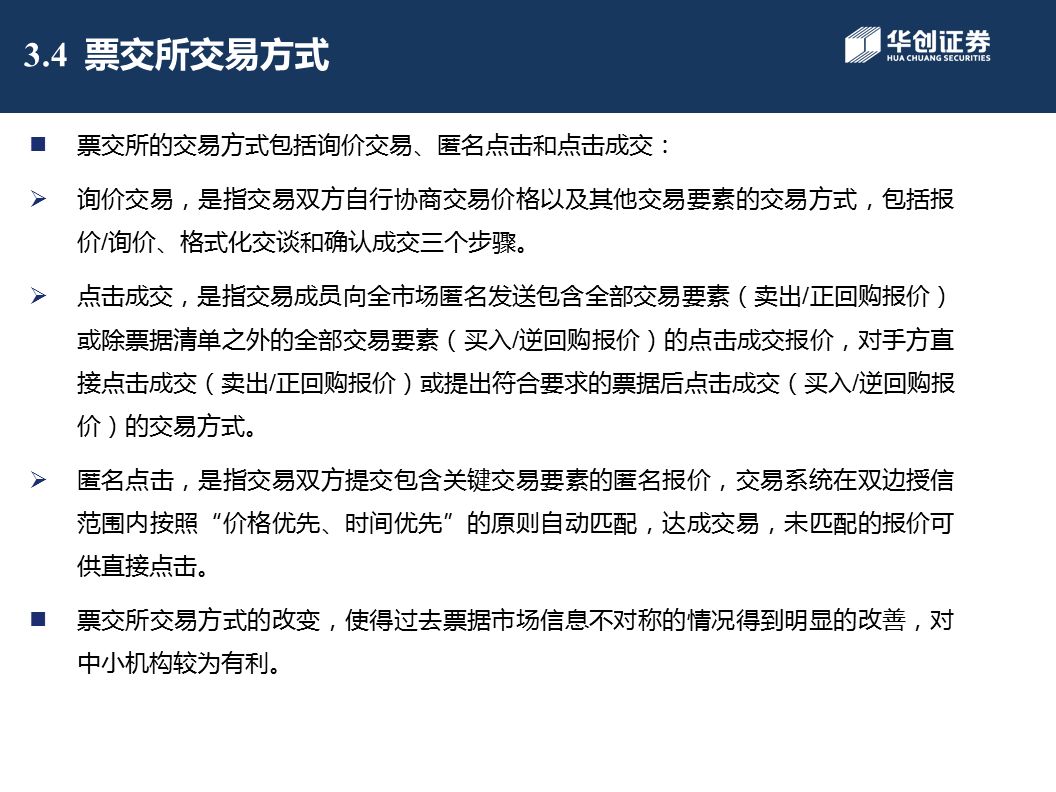 3.4 票交所交易方式
华创证券
HUA CHUANG SECURITIES
票交所的交易方式包括询价交易、匿名点击和点击成交：
询价交易，是指交易双方自行协商交易价格以及其他交易要素的交易方式，包括报
价/询价、格式化交谈和确认成交三个步骤。
点击成交，是指交易成员向全市场匿名发送包含全部交易要素（卖出/正回购报价）
或除票据清单之外的全部交易要素（买入/逆回购报价）的点击成交报价，对手方直
接点击成交（卖出/正回购报价）或提出符合要求的票据后点击成交（买入/逆回购报
价）的交易方式。
匿名点击，是指交易双方提交包含关键交易要素的匿名报价，交易系统在双边授信
范围内按照“价格优先、时间优先”的原则自动匹配，达成交易，未匹配的报价可
供直接点击。
票交所交易方式的改变，使得过去票据市场信息不对称的情况得到明显的改善，对
中小机构较为有利。